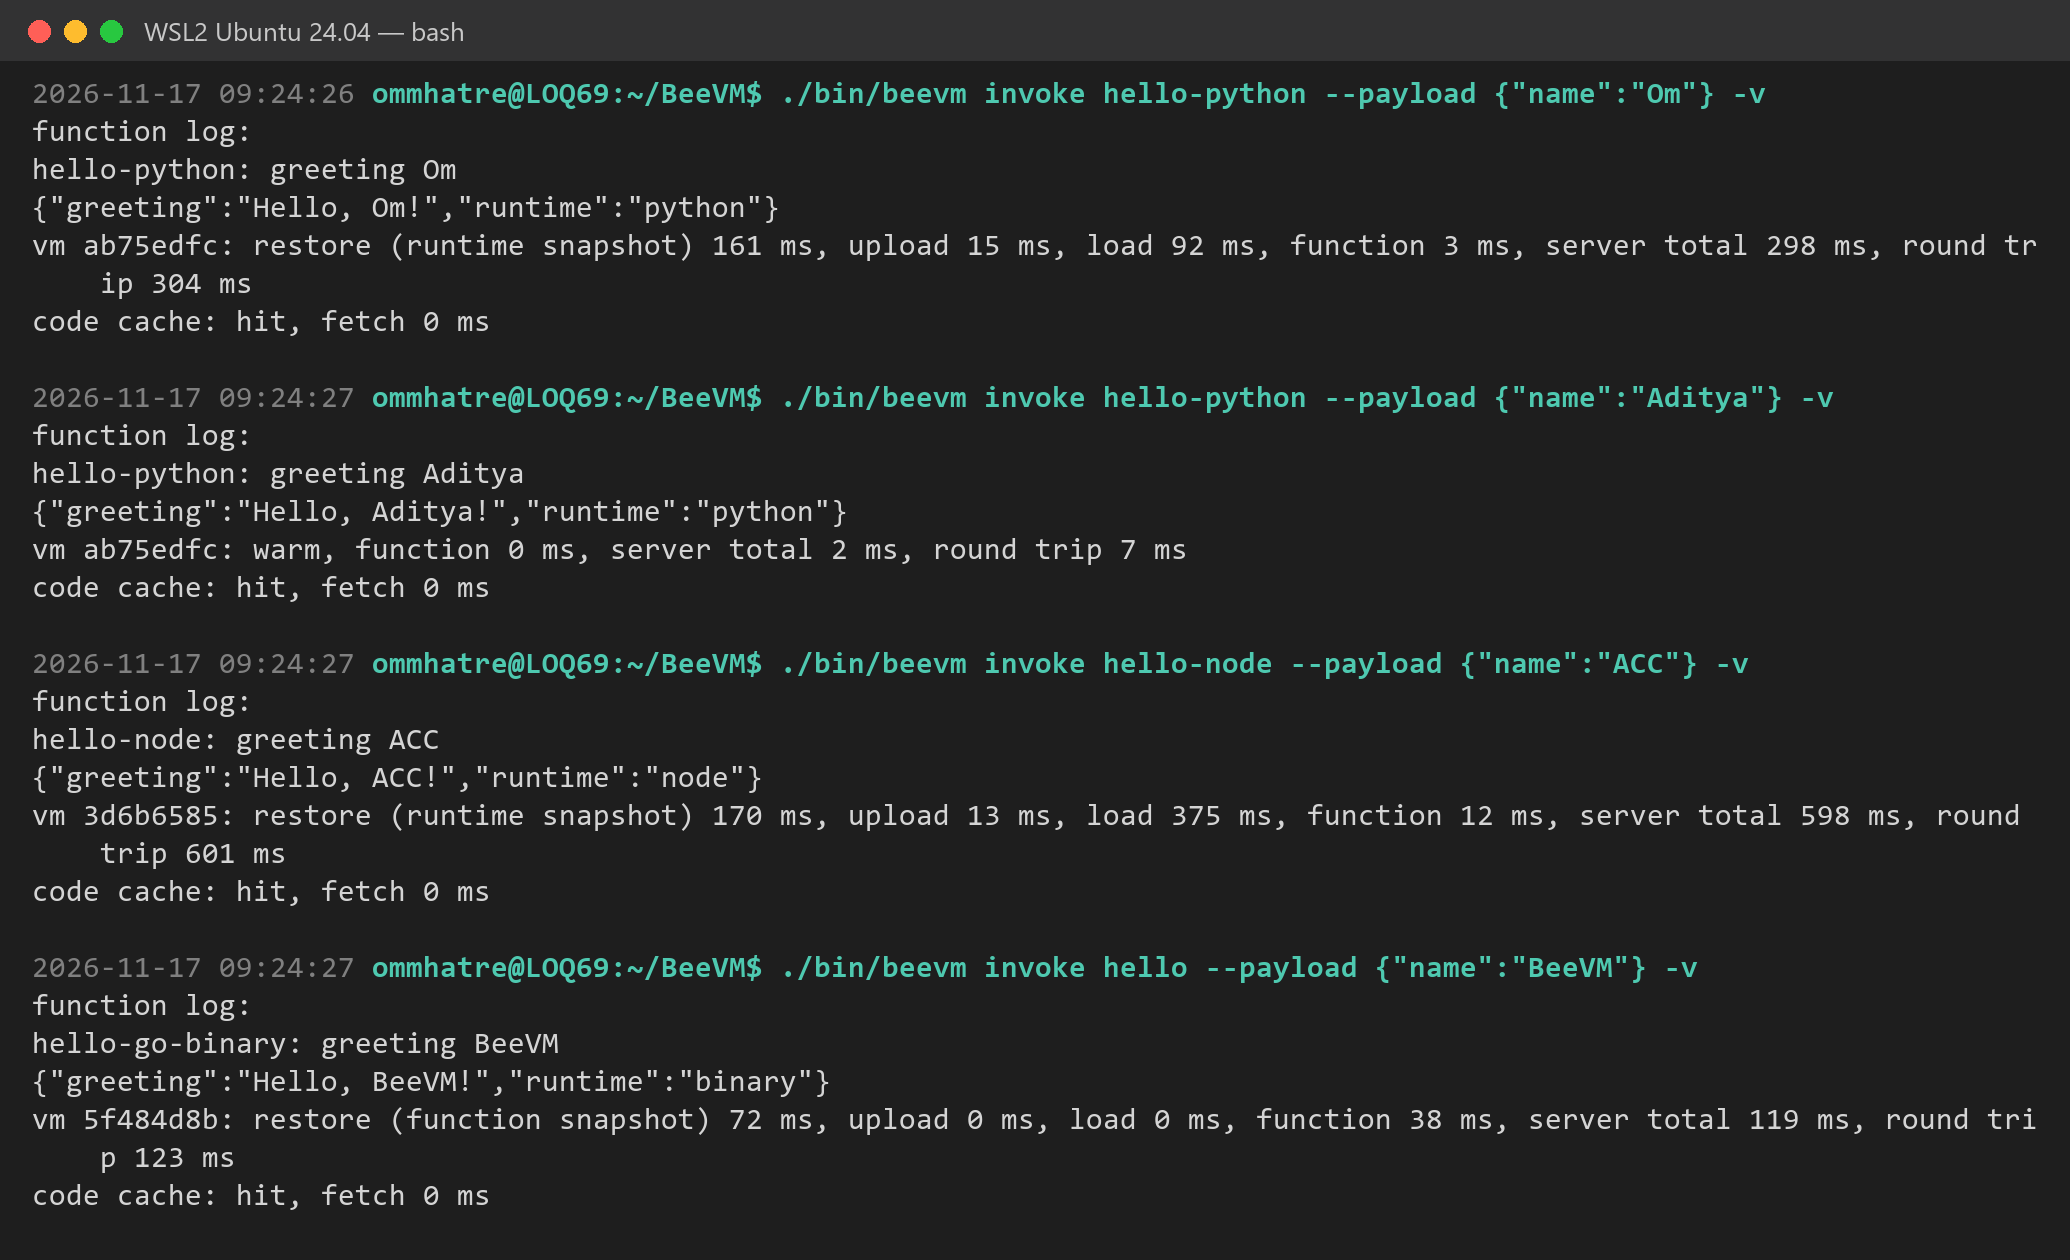 WSL2 Ubuntu 24.04 — bash
2026-11-17 09:24:26 ommhatre@LOQ69:~/BeeVM$ ./bin/beevm invoke hello-python --payload {"name":"Om"} -v
function log:
hello-python: greeting Om
{"greeting":"Hello, Om!","runtime":"python"}
vm ab75edfc: restore (runtime snapshot) 161 ms, upload 15 ms, load 92 ms, function 3 ms, server total 298 ms, round tr
ip 304 ms
code cache: hit, fetch 0 ms
2026-11-17 09:24:27 ommhatre@LOQ69:~/BeeVM$ ./bin/beevm invoke hello-python --payload {"name":"Aditya"} -v
function log:
hello-python: greeting Aditya
{"greeting":"Hello, Aditya!","runtime":"python"}
vm ab75edfc: warm, function 0 ms, server total 2 ms, round trip 7 ms
code cache: hit, fetch 0 ms
2026-11-17 09:24:27 ommhatre@LOQ69:~/BeeVM$ ./bin/beevm invoke hello-node --payload {"name":"ACC"} -v
function log:
hello-node: greeting ACC
{"greeting":"Hello, ACC!","runtime":"node"}
vm 3d6b6585: restore (runtime snapshot) 170 ms, upload 13 ms, load 375 ms, function 12 ms, server total 598 ms, round
trip 601 ms
code cache: hit, fetch 0 ms
2026-11-17 09:24:27 ommhatre@LOQ69:~/BeeVM$ ./bin/beevm invoke hello --payload {"name":"BeeVM"} -v
function log:
hello-go-binary: greeting BeeVM
{"greeting":"Hello, BeeVM!","runtime":"binary"}
vm 5f484d8b: restore (function snapshot) 72 ms, upload 0 ms, load 0 ms, function 38 ms, server total 119 ms, round tri
p 123 ms
code cache: hit, fetch 0 ms